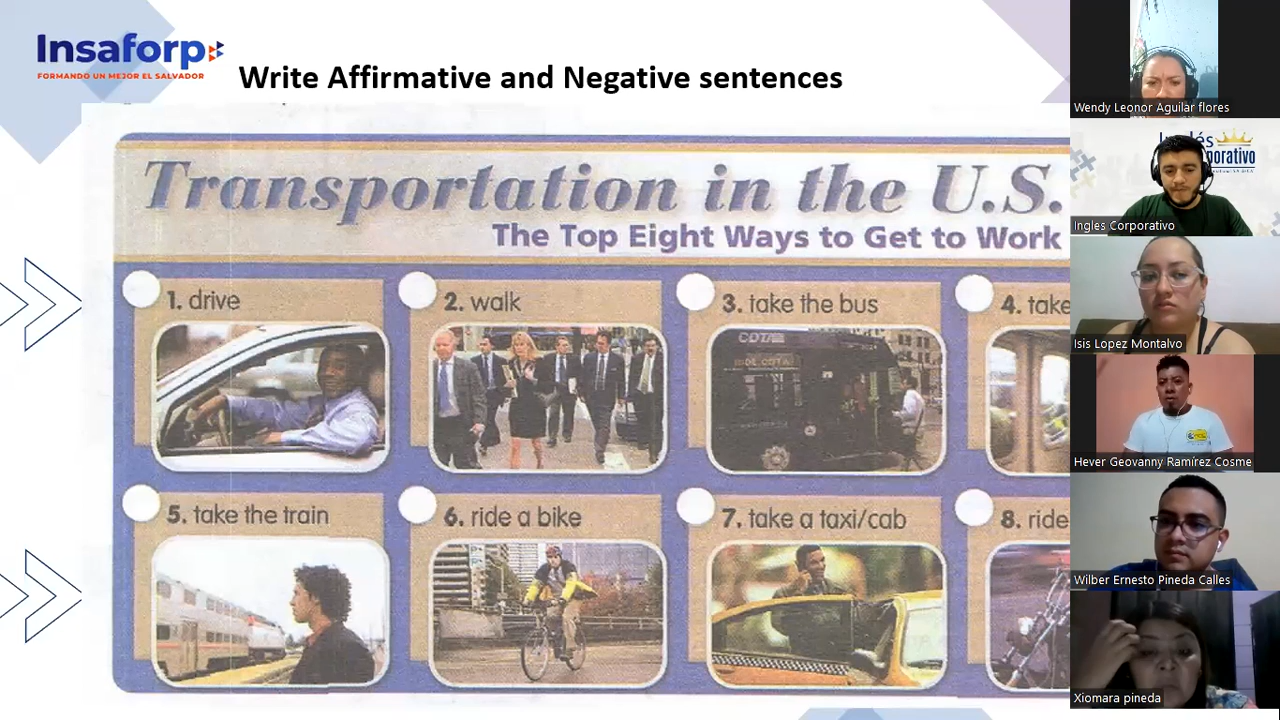 Insaforp
FORMANDO UN MEJOR EL SALVADOR
Write Affirmative and Negative sentences
Transportation in the U.S.
The Top Eight Ways to Get to Work
1. drive
2. walk
3. take the bus
4. take
5. take the train
6. ride a bike
7. take a taxi/cab
8. ride
CDTA
Wendy Leonor Aguilar flores
Ingles Corporativo
Isis Lopez Montalvo
Hever Geovanny Ramírez Cosme
Wilber Ernesto Pineda Calles
Xiomara pineda